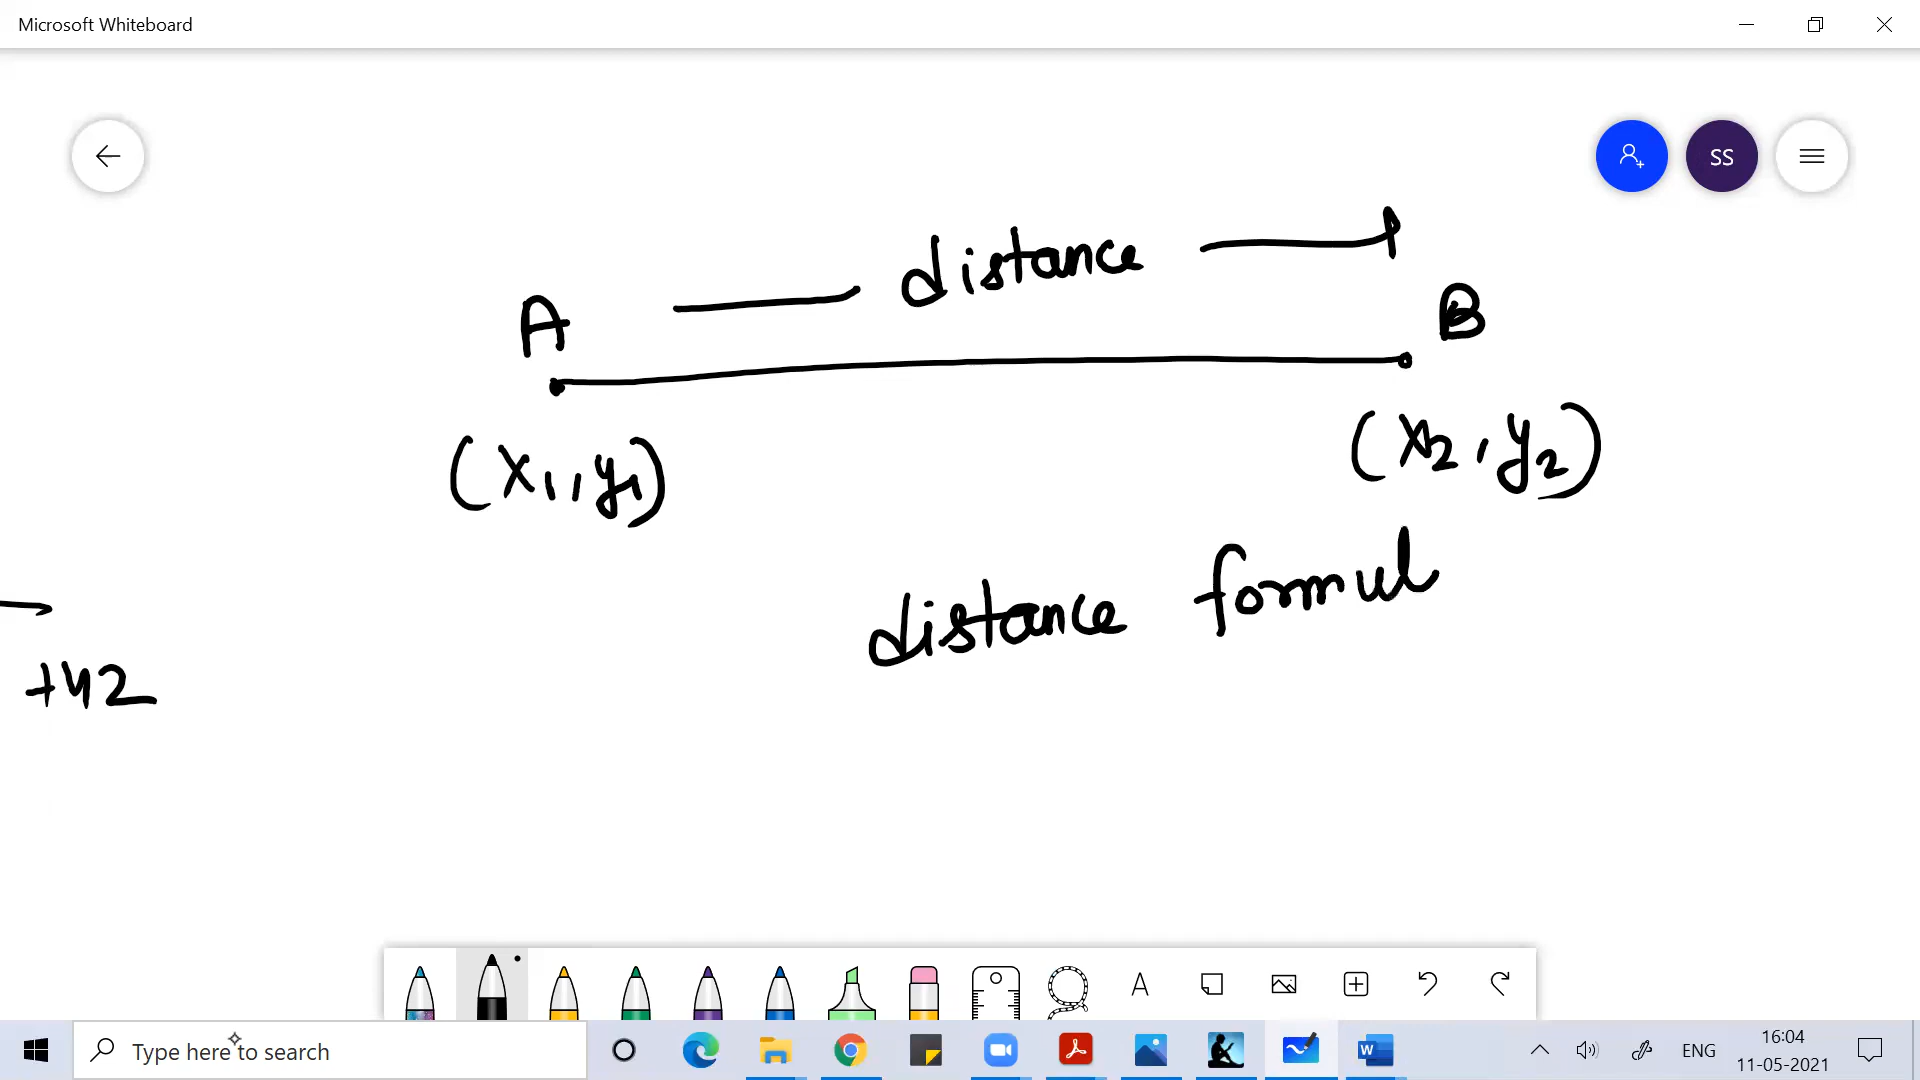 Microsoft Whiteboard
SS
distance
A
B
(x1, y1)
(x2, y2)
distance formul
+42
A
Type here to search
ENG
16:04
11-05-2021